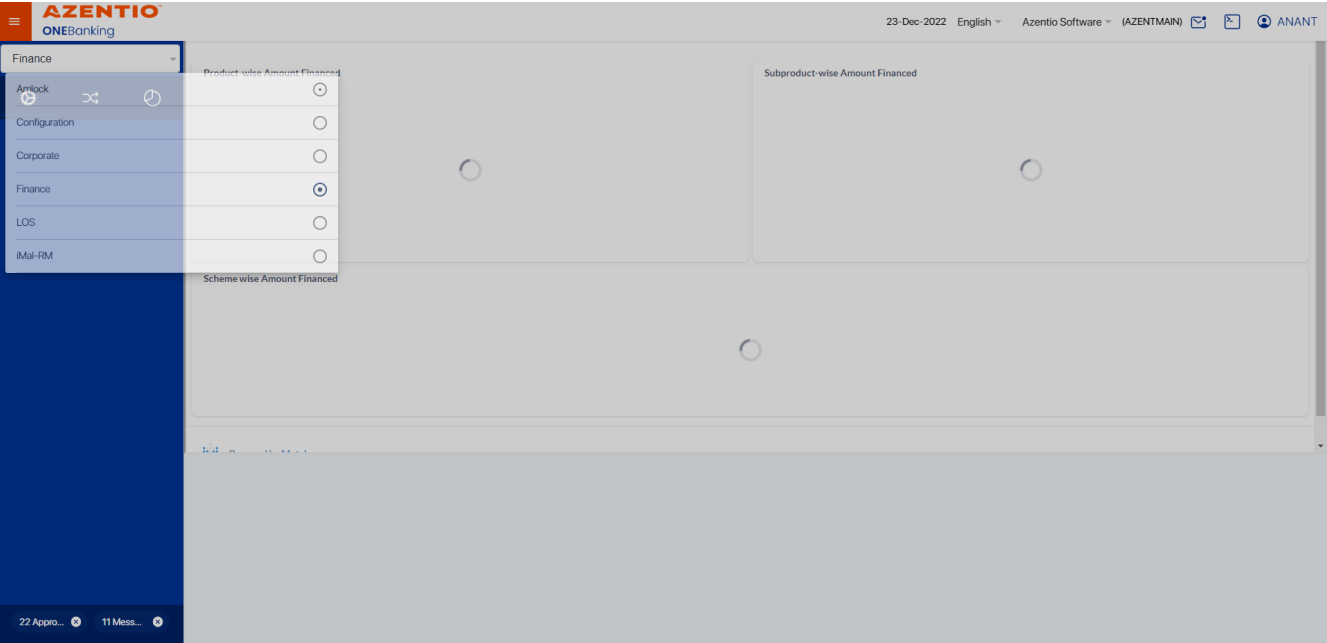 AZENTIO
ONEBanking
23-Dec-2022 English Azentio Software (AZENTMAIN) ANANT
Finance
Amlock
Configuration
Corporate
Finance
LOS
iMal-RM
Product-wise Amount Financed
Subproduct-wise Amount Financed
Scheme wise Amount Financed
22 Appro...
11 Mess...